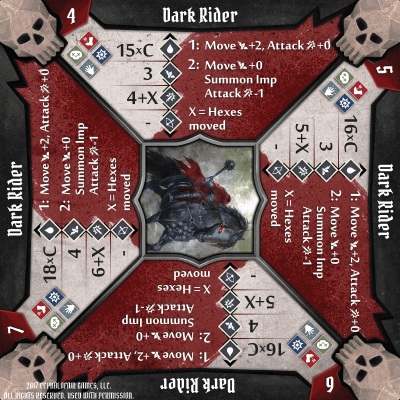 4
Dark Rider
15xC
3
4+X
-
1: Move +2, Attack +0
2: Move +0
Summon Imp
Attack -1
X = Hexes
moved
5
Dark Rider
16xC
3
5+X
-
1: Move +2, Attack +0
2: Move +0
Summon Imp
Attack -1
X = Hexes
moved
6
Dark Rider
16xC
4
5+X
-
1: Move +2, Attack +0
2: Move +0
Summon Imp
Attack -1
X = Hexes
moved
7
Dark Rider
18xC
4
6+X
-
1: Move +2, Attack +0
2: Move +0
Summon Imp
Attack -1
X = Hexes
moved
2017 CEPHALOFAIR GAMES, LLC.
ALL RIGHTS RESERVED. USED WITH PERMISSION.